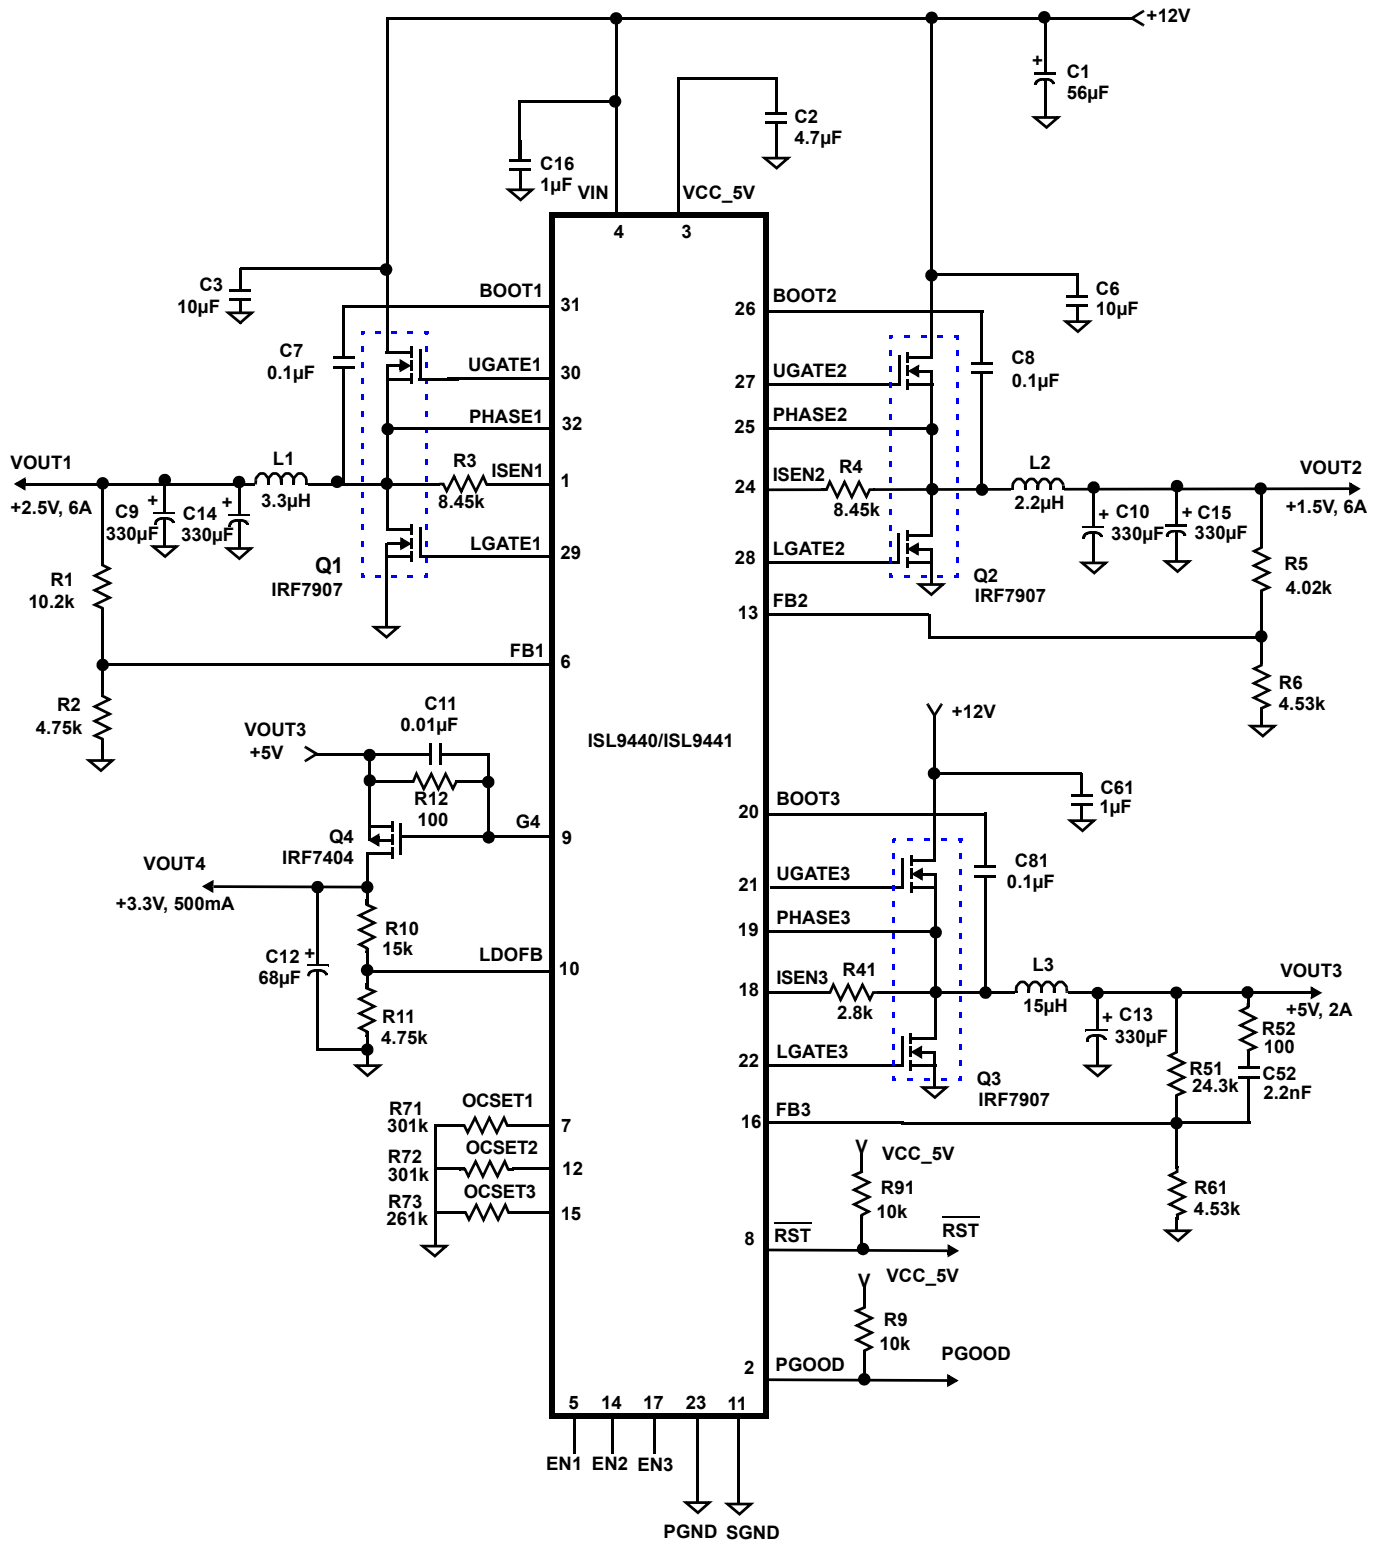 +12V
C1
56µF
C2
4.7µF
C16
1µF
VIN
VCC_5V
4
3
C3
10µF
BOOT1
31
C7
0.1µF
UGATE1
30
PHASE1
32
VOUT1
+2.5V, 6A
L1
3.3µH
R3
8.45k
ISEN1
1
C9
330µF
C14
330µF
LGATE1
29
Q1
IRF7907
R1
10.2k
FB1
6
R2
4.75k
26
BOOT2
C6
10µF
C8
0.1µF
27
UGATE2
25
PHASE2
24
ISEN2
R4
8.45k
L2
2.2µH
VOUT2
+1.5V, 6A
C10
330µF
C15
330µF
28
LGATE2
Q2
IRF7907
R5
4.02k
13
FB2
R6
4.53k
ISL9440/ISL9441
VOUT3
+5V
C11
0.01µF
R12
100
G4
9
Q4
IRF7404
VOUT4
+3.3V, 500mA
R10
15k
C12
68µF
LDOFB
10
R11
4.75k
+12V
C61
1µF
20
BOOT3
C81
0.1µF
21
UGATE3
19
PHASE3
18
ISEN3
R41
2.8k
L3
15µH
VOUT3
+5V, 2A
C13
330µF
R52
100
R51
24.3k
C52
2.2nF
22
LGATE3
Q3
IRF7907
16
FB3
R61
4.53k
R71
301k
OCSET1
7
R72
301k
OCSET2
12
R73
261k
OCSET3
15
VCC_5V
R91
10k
8
RST
RST
VCC_5V
R9
10k
2
PGOOD
PGOOD
5
14
17
23
11
EN1
EN2
EN3
PGND
SGND